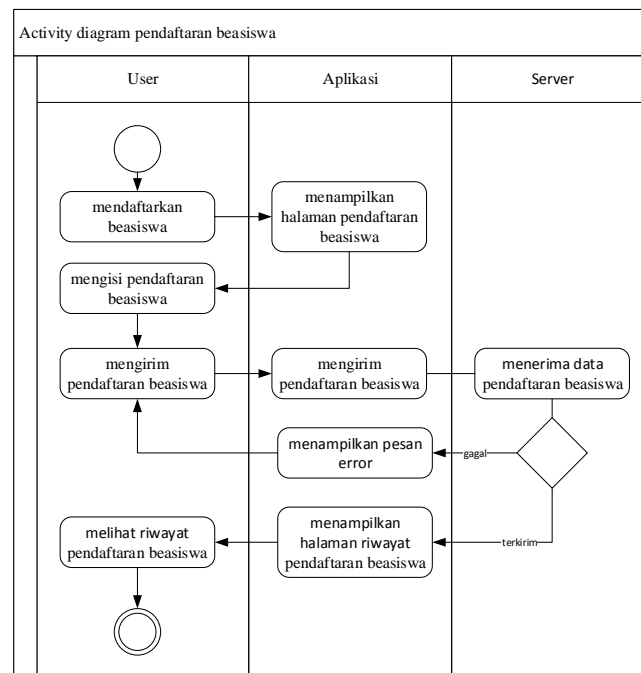 Activity diagram pendaftaran beasiswa
User
Aplikasi
Server
mendaftarkan
beasiswa
menampilkan
halaman pendaftaran
beasiswa
mengisi pendaftaran
beasiswa
mengirim
pendaftaran beasiswa
mengirim
pendaftaran beasiswa
menerima data
pendaftaran beasiswa
menampilkan pesan
error
gagal
melihat riwayat
pendaftaran beasiswa
menampilkan
halaman riwayat
pendaftaran beasiswa
terkirim